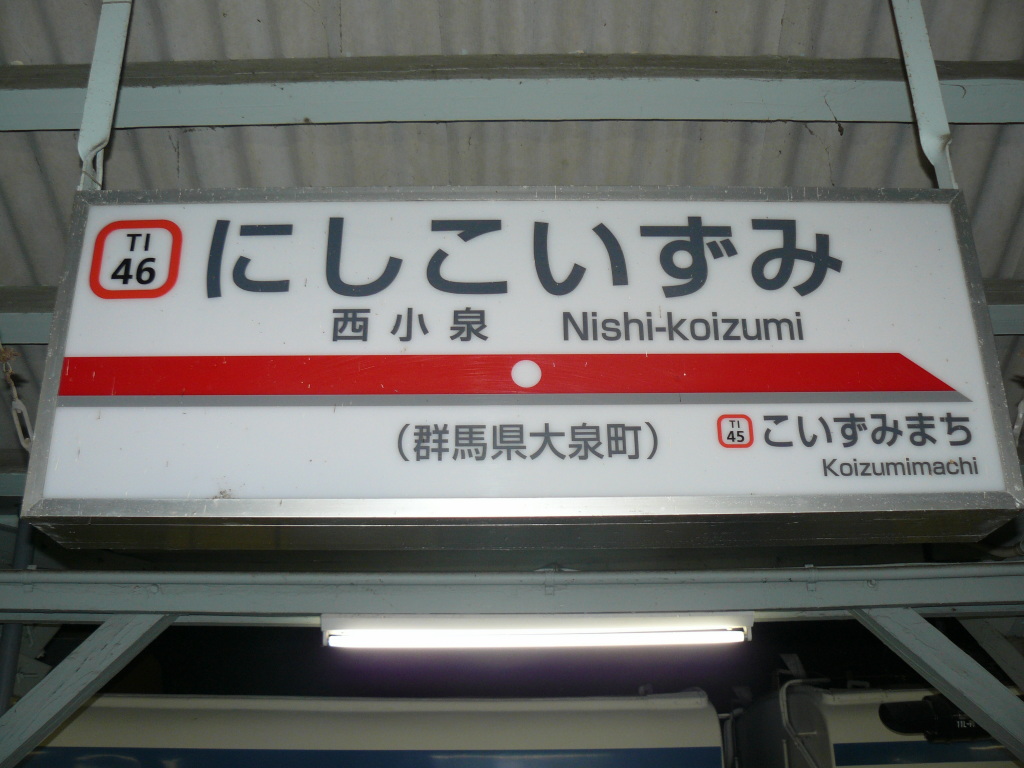 TI
46
にしこいずみ
西小泉 Nishi-koizumi
（群馬県大泉町）
TI
45
こいずみまち
Koizumimachi